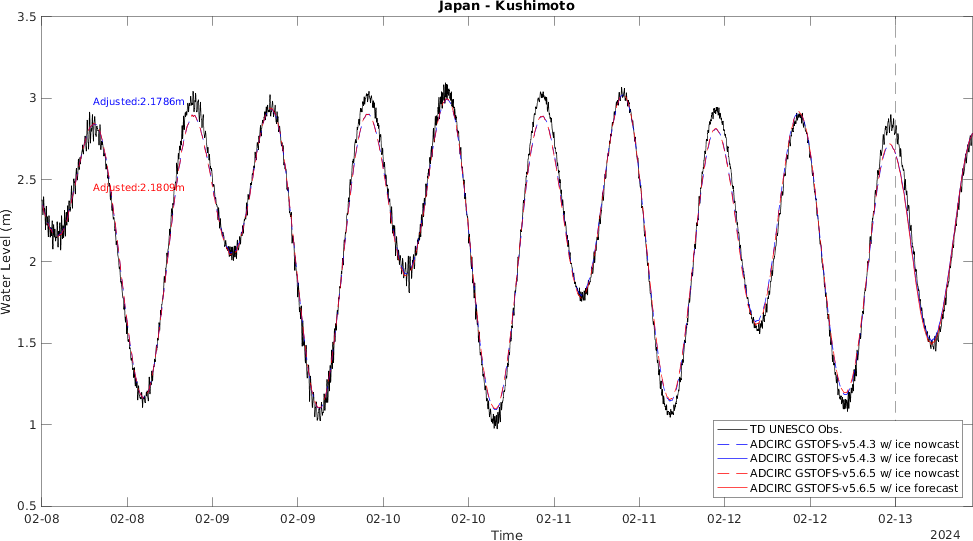 Japan - Kushimoto
3.5
3
2.5
2
1.5
1
0.5
Water Level (m)
Adjusted:2.1786m
Adjusted:2.1809m
TD UNESCO Obs.
ADCIRC GSTOFS-v5.4.3 w/ ice nowcast
ADCIRC GSTOFS-v5.4.3 w/ ice forecast
ADCIRC GSTOFS-v5.6.5 w/ ice nowcast
ADCIRC GSTOFS-v5.6.5 w/ ice forecast
02-08 02-08 02-09 02-09 02-10 02-10 02-11 02-11 02-12 02-12 02-13
Time
2024